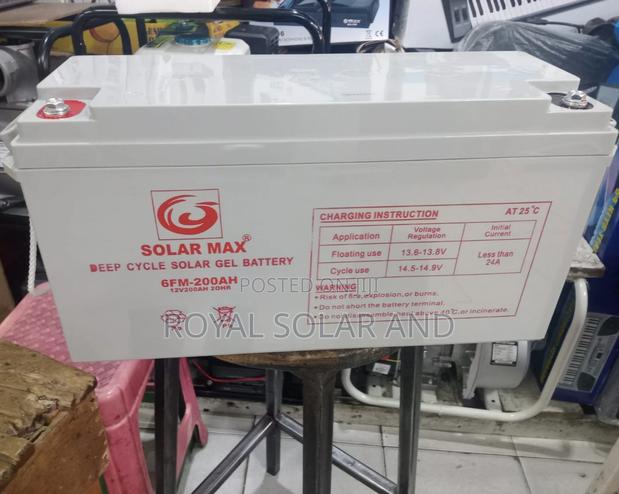 SOLAR MAX®
DEEP CYCLE SOLAR GEL BATTERY
6FM-200AH
12V200AH 20HR
CHARGING INSTRUCTION AT 25°C
Application Voltage Regulation Initial Current
Floating use 13.6-13.8V Less than 24A
Cycle use 14.5-14.9V
WARNING
• Risk of fire, explosion, or burns.
• Do not short the battery terminal.
POSTED ON
ROYAL SOLAR AND